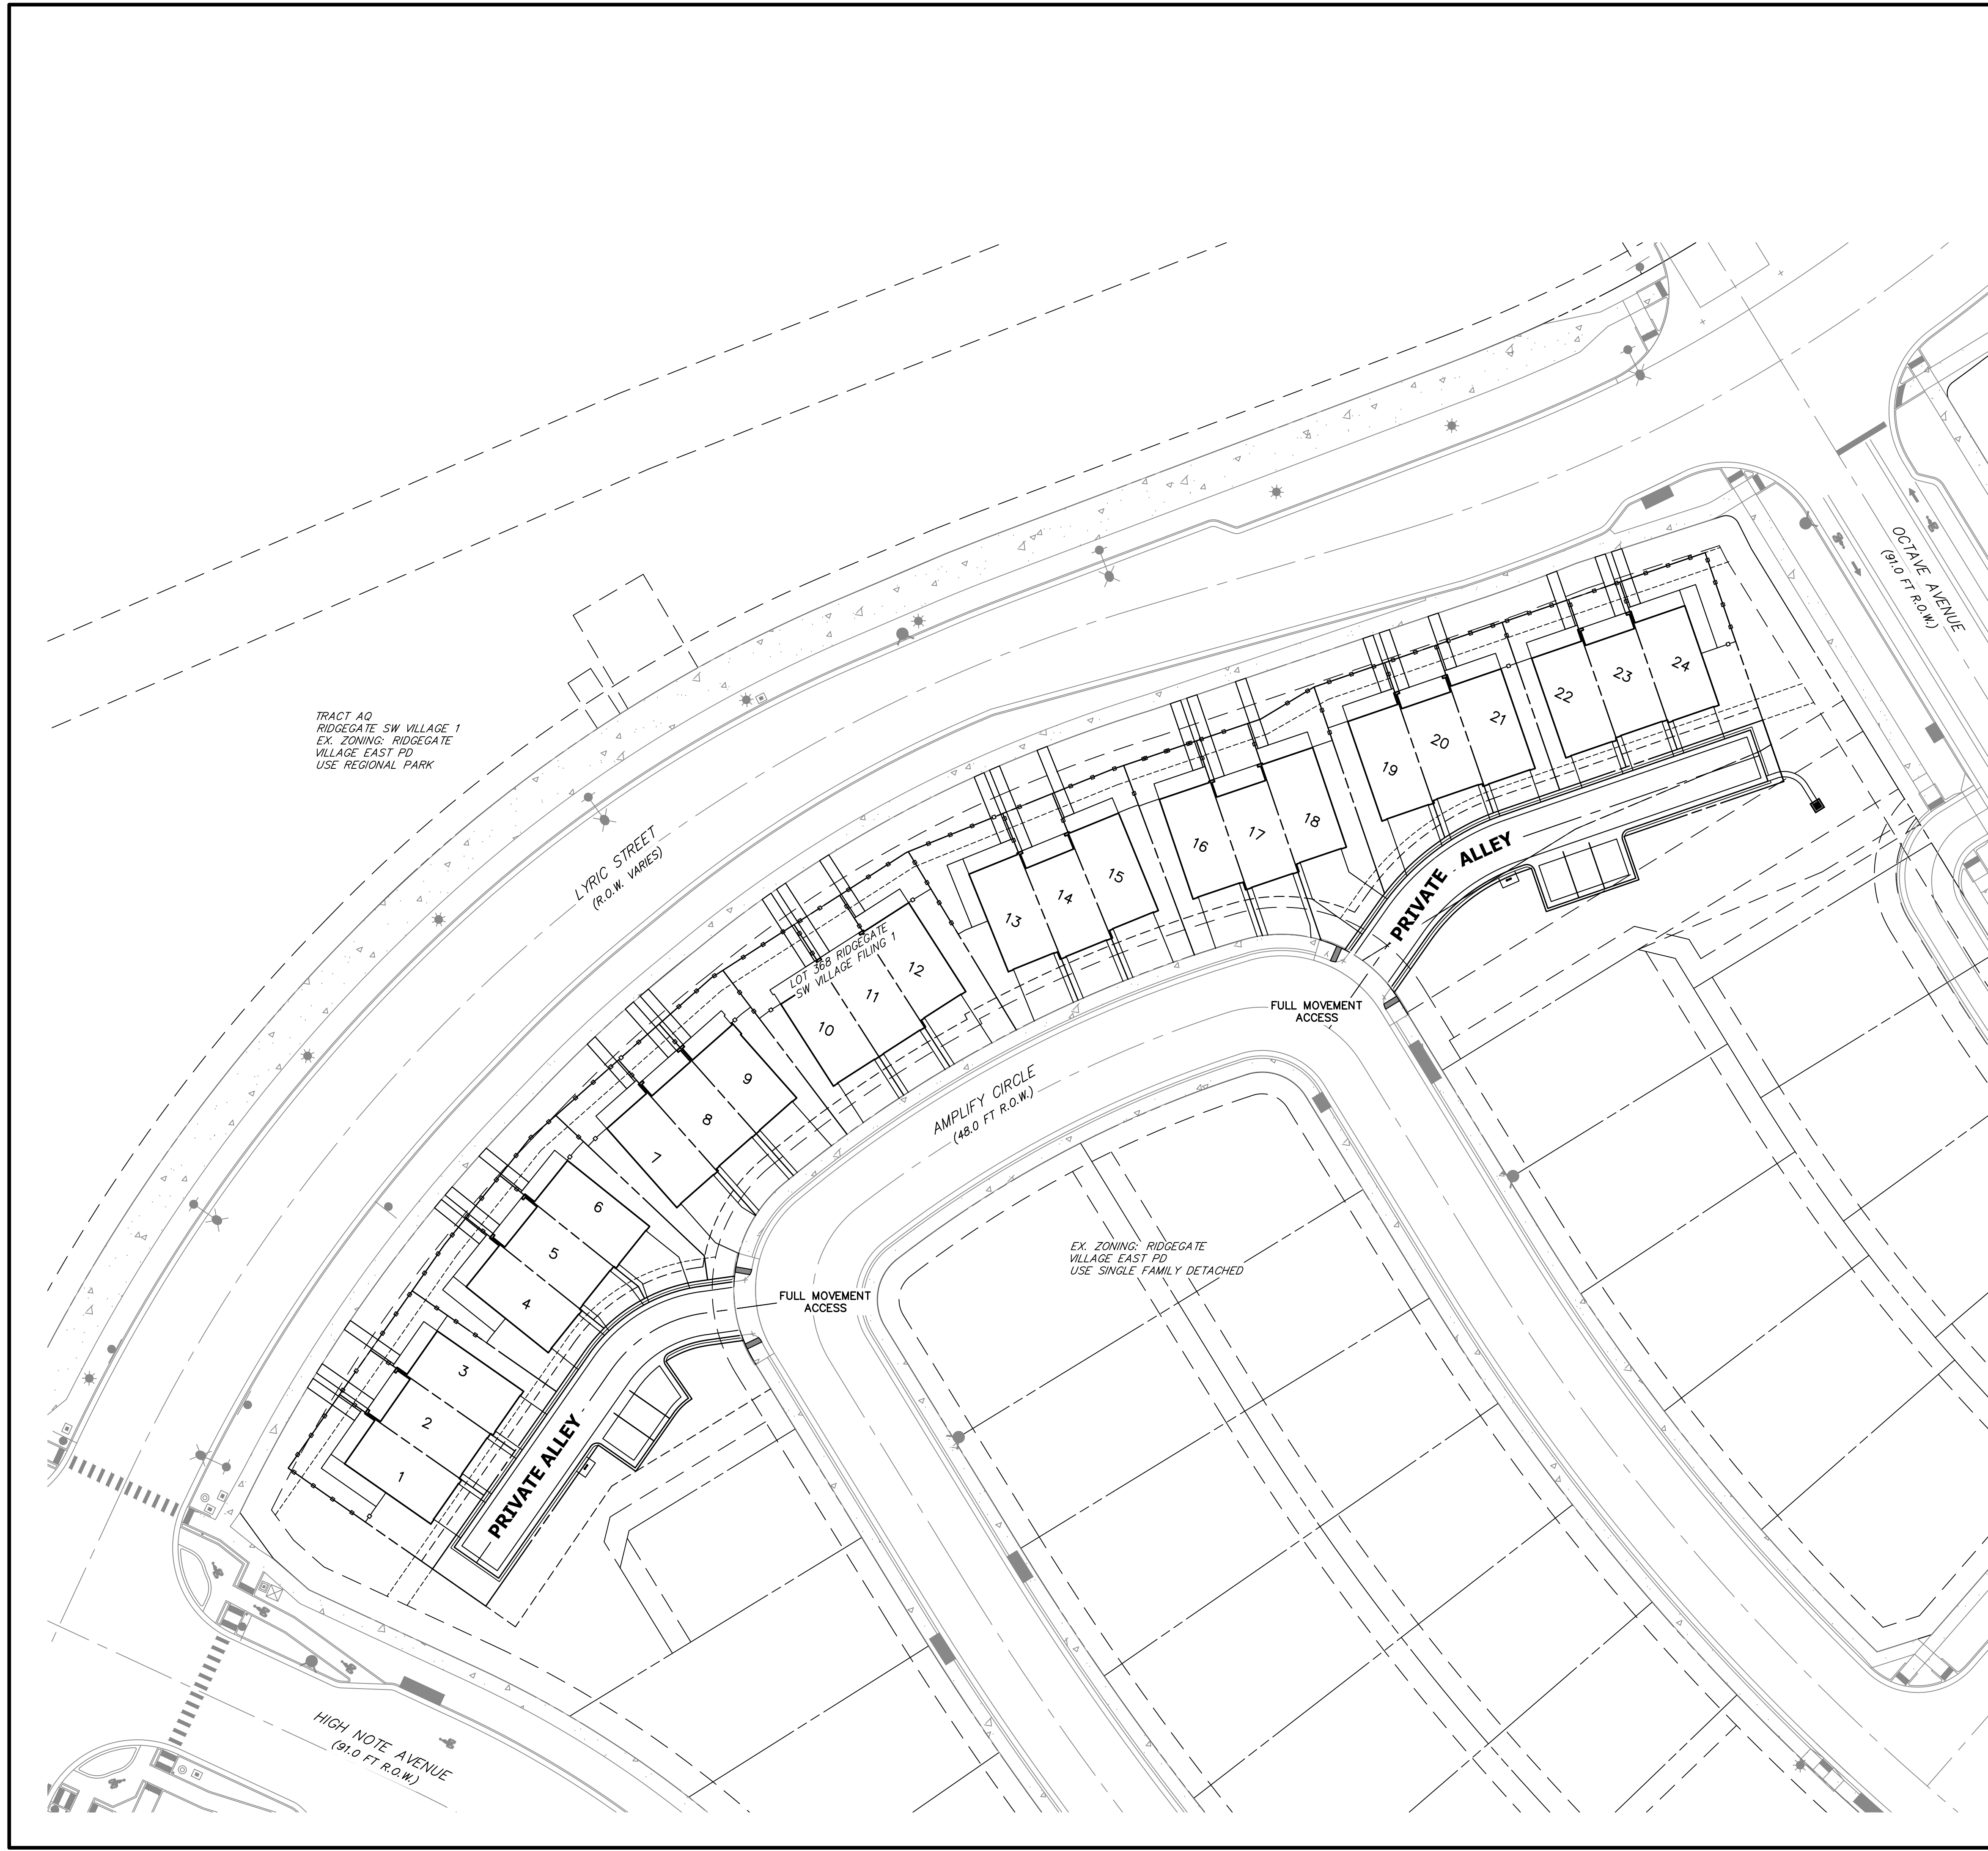 OCTAVE AVENUE
(91.0 FT R.O.W.)
TRACT AQ
RIDGEGATE SW VILLAGE 1
EX. ZONING: RIDGEGATE
VILLAGE EAST PD
USE REGIONAL PARK
LYRIC STREET
(R.O.W. VARIES)
24
23
22
21
20
19
18
17
16
15
14
13
LOT 368 RIDGEGATE
SW VILLAGE FILING 1
12
11
10
9
8
7
6
5
4
3
2
1
PRIVATE ALLEY
FULL MOVEMENT
ACCESS
AMPLIFY CIRCLE
(48.0 FT R.O.W.)
EX. ZONING: RIDGEGATE
VILLAGE EAST PD
USE SINGLE FAMILY DETACHED
FULL MOVEMENT
ACCESS
PRIVATE ALLEY
HIGH NOTE AVENUE
(91.0 FT R.O.W.)